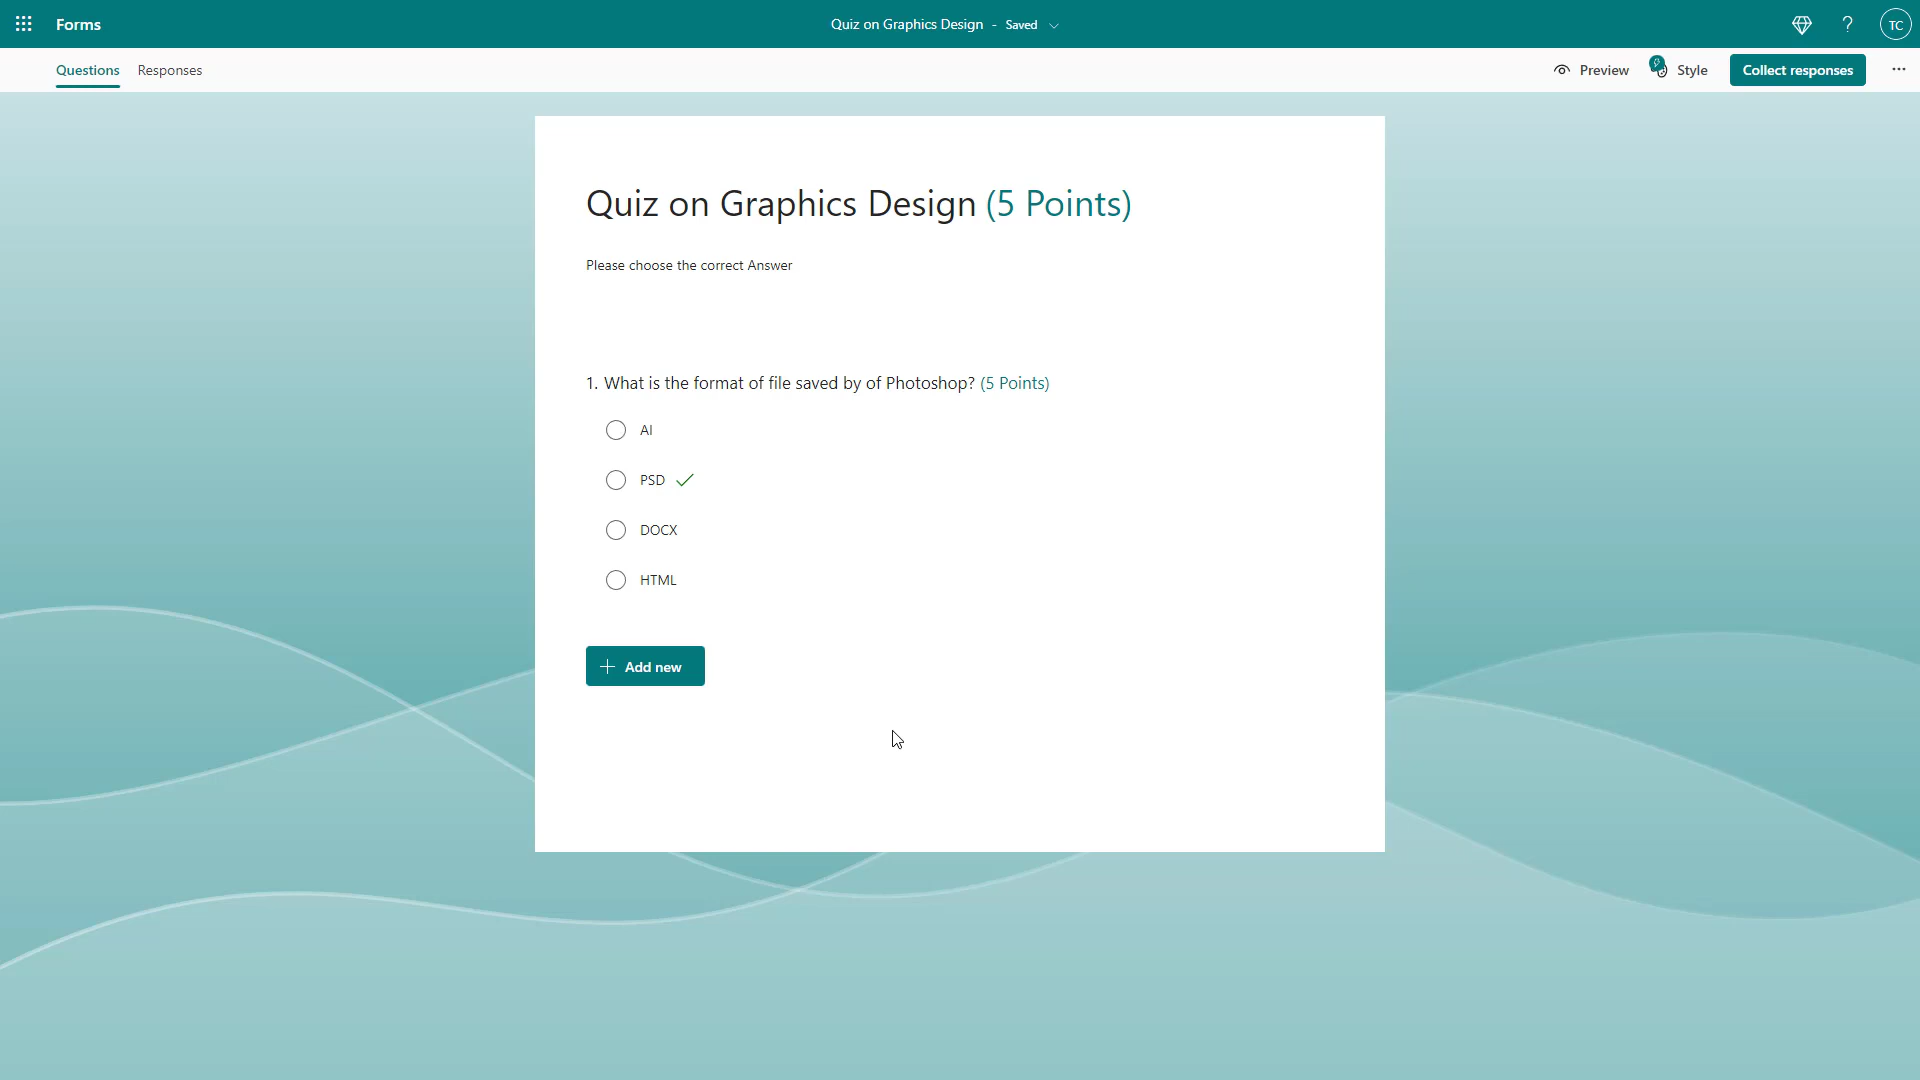 Forms
Quiz on Graphics Design - Saved
?
TC
Questions Responses
Preview Style Collect responses ...
Quiz on Graphics Design (5 Points)
Please choose the correct Answer
1. What is the format of file saved by of Photoshop? (5 Points)
AI
PSD
DOCX
HTML
Add new